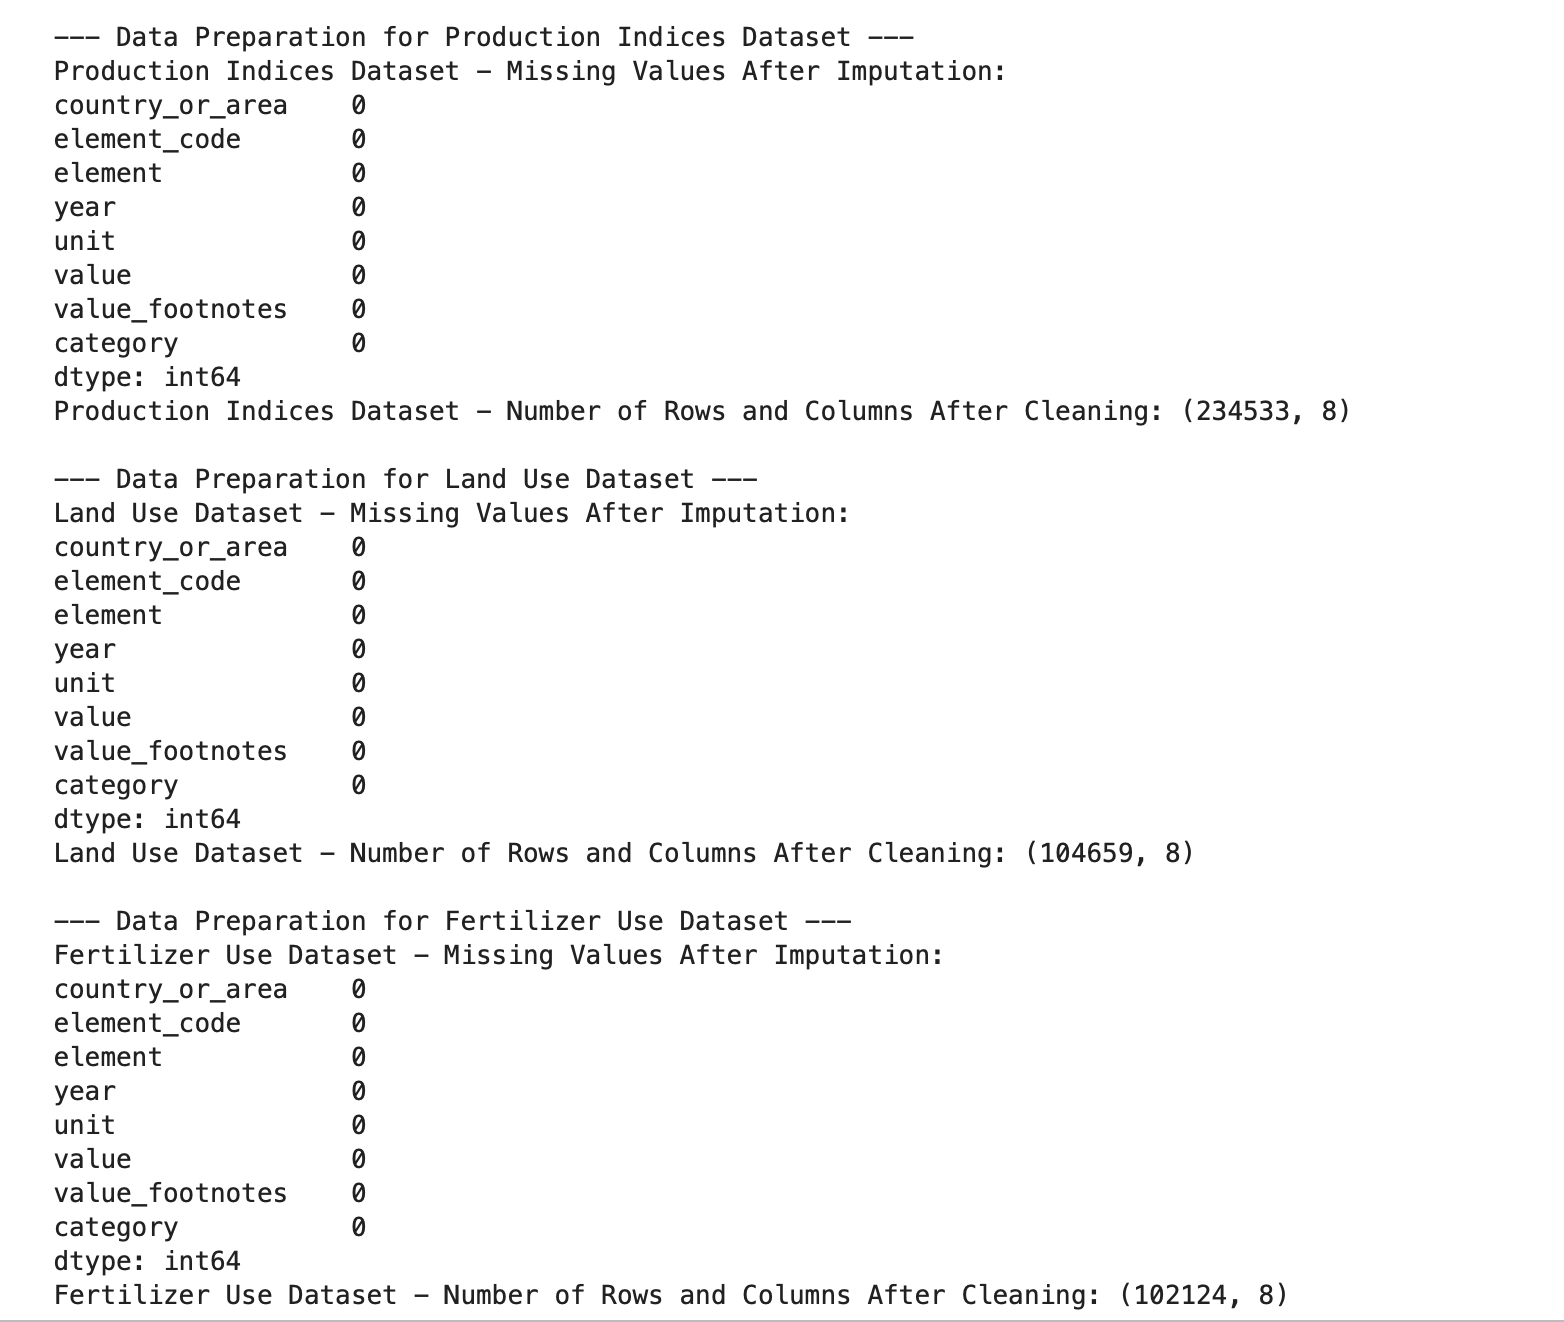 --- Data Preparation for Production Indices Dataset ---
Production Indices Dataset - Missing Values After Imputation:
country_or_area    0
element_code       0
element            0
year               0
unit               0
value              0
value_footnotes    0
category           0
dtype: int64
Production Indices Dataset - Number of Rows and Columns After Cleaning: (234533, 8)

--- Data Preparation for Land Use Dataset ---
Land Use Dataset - Missing Values After Imputation:
country_or_area    0
element_code       0
element            0
year               0
unit               0
value              0
value_footnotes    0
category           0
dtype: int64
Land Use Dataset - Number of Rows and Columns After Cleaning: (104659, 8)

--- Data Preparation for Fertilizer Use Dataset ---
Fertilizer Use Dataset - Missing Values After Imputation:
country_or_area    0
element_code       0
element            0
year               0
unit               0
value              0
value_footnotes    0
category           0
dtype: int64
Fertilizer Use Dataset - Number of Rows and Columns After Cleaning: (102124, 8)